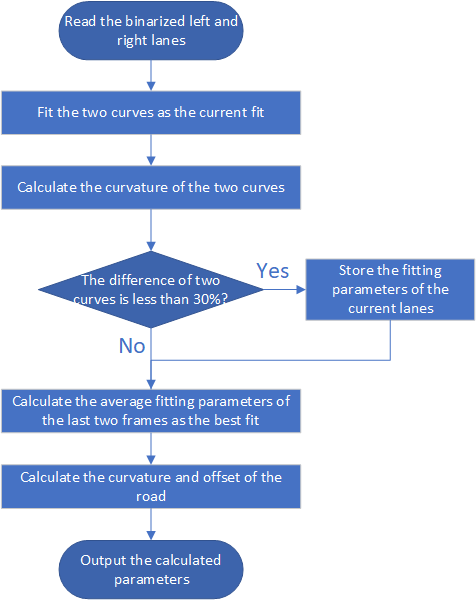 Read the binarized left and
right lanes
Fit the two curves as the current fit
Calculate the curvature of the two curves
The difference of two
curves is less than 30%?
Yes
Store the fitting
parameters of the
current lanes
No
Calculate the average fitting parameters of
the last two frames as the best fit
Calculate the curvature and offset of the
road
Output the calculated
parameters